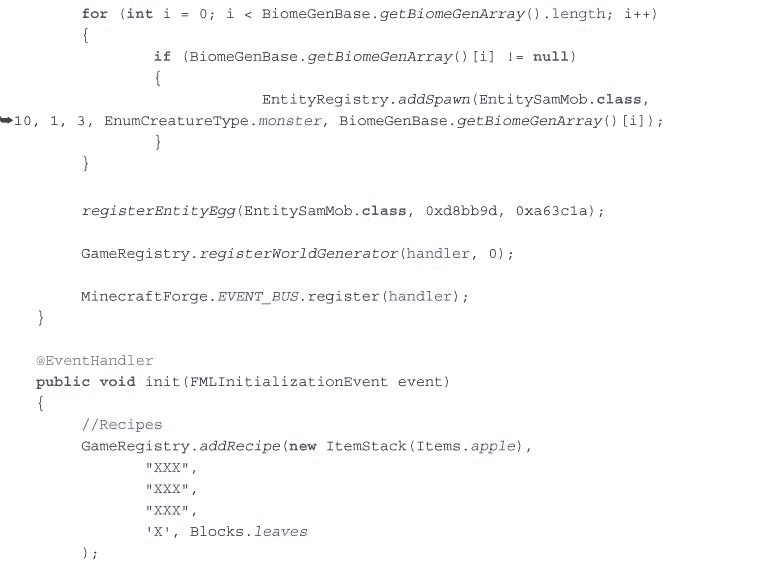 for (int i = 0; i < BiomeGenBase.getBiomeGenArray().length; i++)
{
if (BiomeGenBase.getBiomeGenArray()[i] != null)
{
EntityRegistry.addSpawn(EntitySamMob.class,
➥10, 1, 3, EnumCreatureType.monster, BiomeGenBase.getBiomeGenArray()[i]);
}
}
registerEntityEgg(EntitySamMob.class, 0xd8bb9d, 0xa63c1a);
GameRegistry.registerWorldGenerator(handler, 0);
MinecraftForge.EVENT_BUS.register(handler);
}
@EventHandler
public void init(FMLInitializationEvent event)
{
//Recipes
GameRegistry.addRecipe(new ItemStack(Items.apple),
"XXX",
"XXX",
"XXX",
'X', Blocks.leaves
);